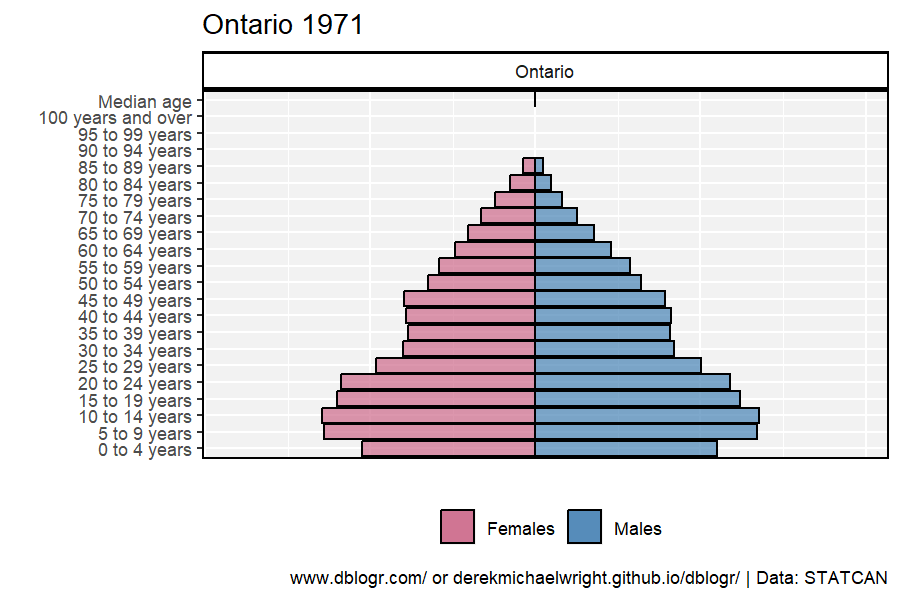 Ontario 1971
Ontario
Median age
100 years and over
95 to 99 years
90 to 94 years
85 to 89 years
80 to 84 years
75 to 79 years
70 to 74 years
65 to 69 years
60 to 64 years
55 to 59 years
50 to 54 years
45 to 49 years
40 to 44 years
35 to 39 years
30 to 34 years
25 to 29 years
20 to 24 years
15 to 19 years
10 to 14 years
5 to 9 years
0 to 4 years
Females Males
www.dblogr.com/ or derekmichaelwright.github.io/dblogr/ | Data: STATCAN